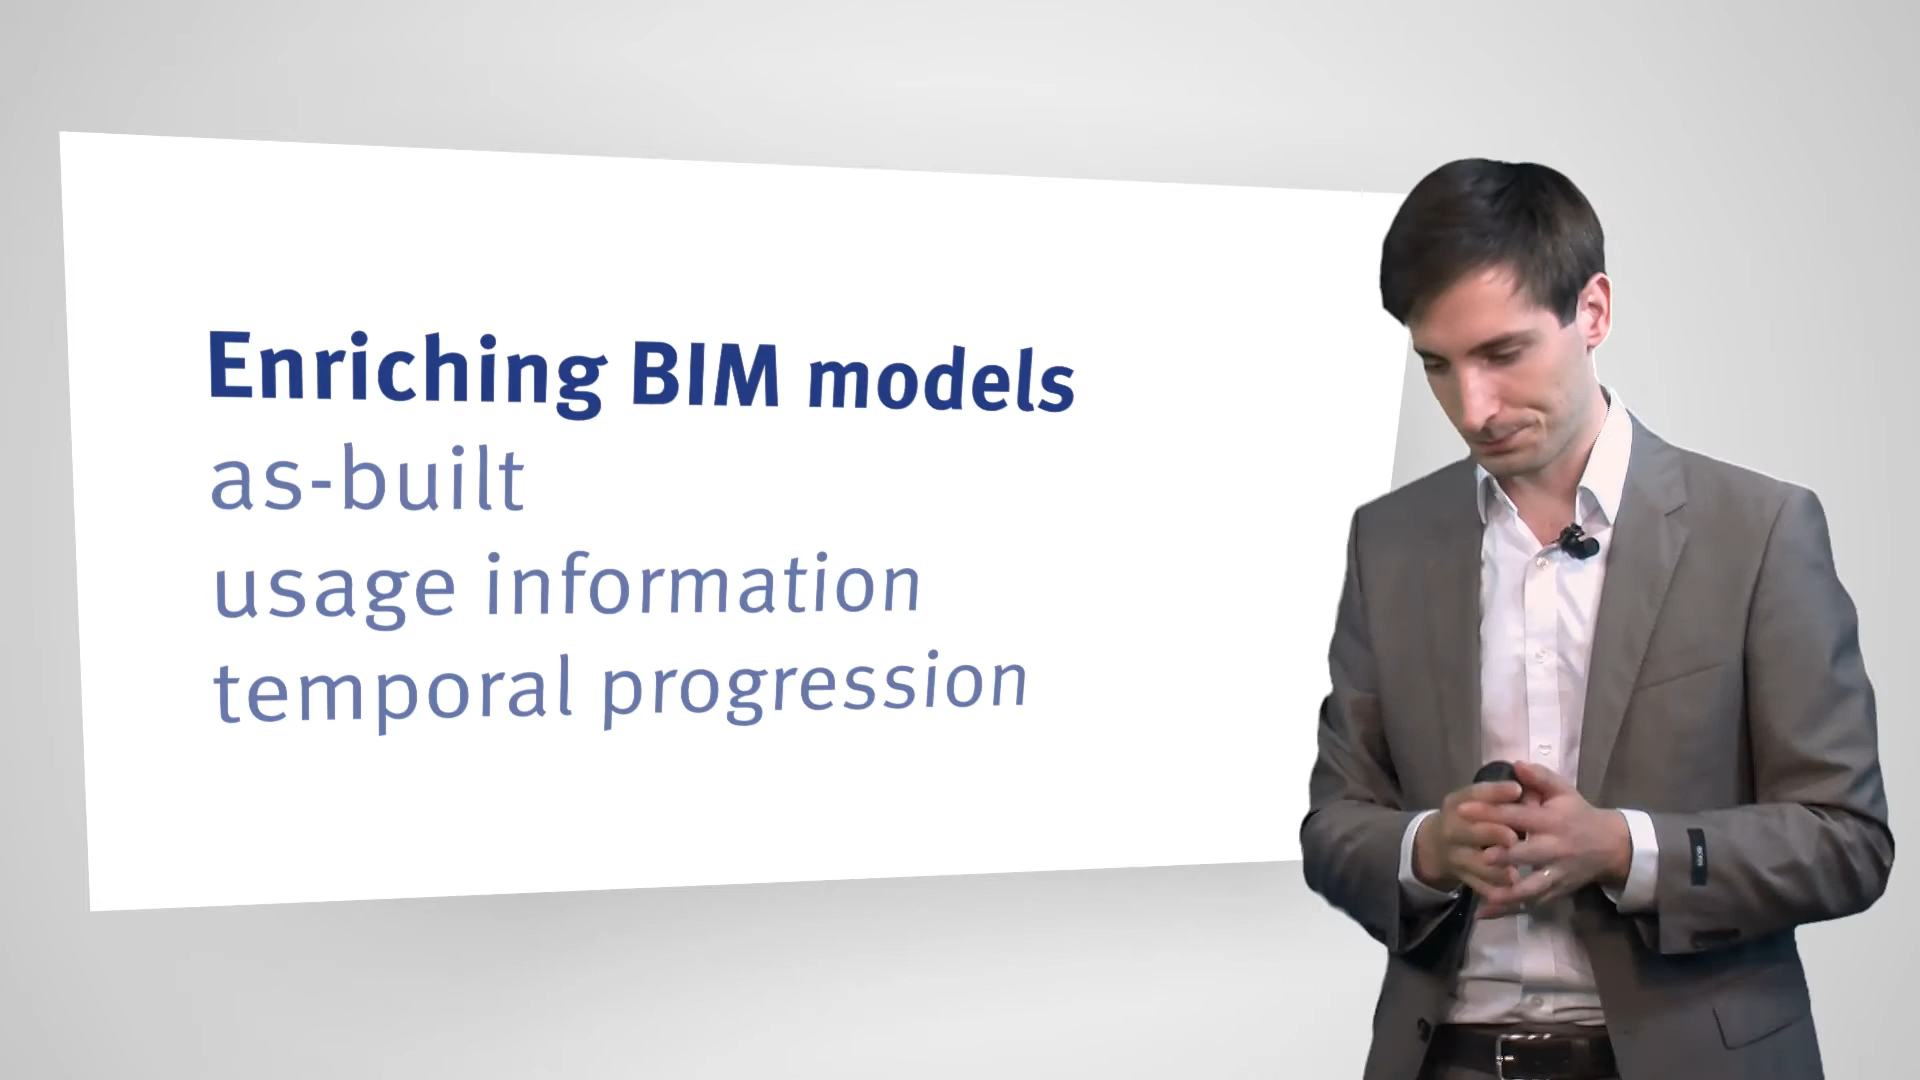 Enriching BIM models
as-built
usage information
temporal progression